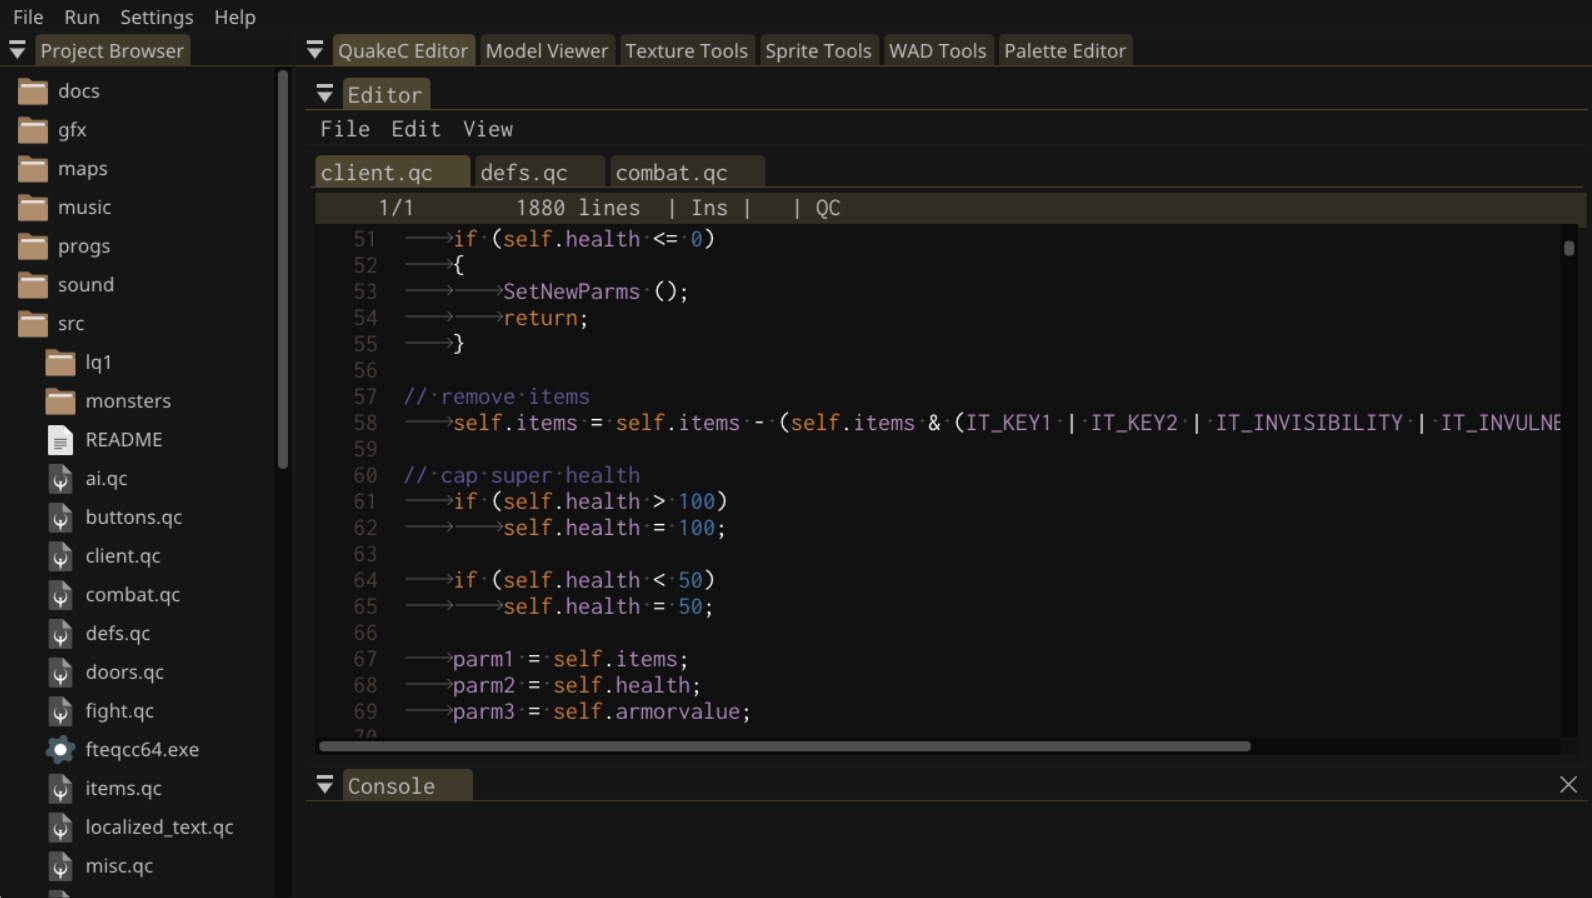 File Run Settings Help
Project Browser
docs
gfx
maps
music
progs
sound
src
lq1
monsters
README
ai.qc
buttons.qc
client.qc
combat.qc
defs.qc
doors.qc
fight.qc
fteqcc64.exe
items.qc
localized_text.qc
misc.qc
QuakeC Editor Model Viewer Texture Tools Sprite Tools WAD Tools Palette Editor
Editor
File Edit View
client.qc defs.qc combat.qc
1/1 1880 lines | Ins | | QC
51 if (self.health <= 0)
52 {
53 SetNewParms ();
54 return;
55 }
56
57 // remove items
58 self.items = self.items - (self.items & (IT_KEY1 | IT_KEY2 | IT_INVISIBILITY | IT_INVULNE
59
60 // cap super health
61 if (self.health > 100)
62 self.health = 100;
63
64 if (self.health < 50)
65 self.health = 50;
66
67 parm1 = self.items;
68 parm2 = self.health;
69 parm3 = self.armorvalue;
70
Console